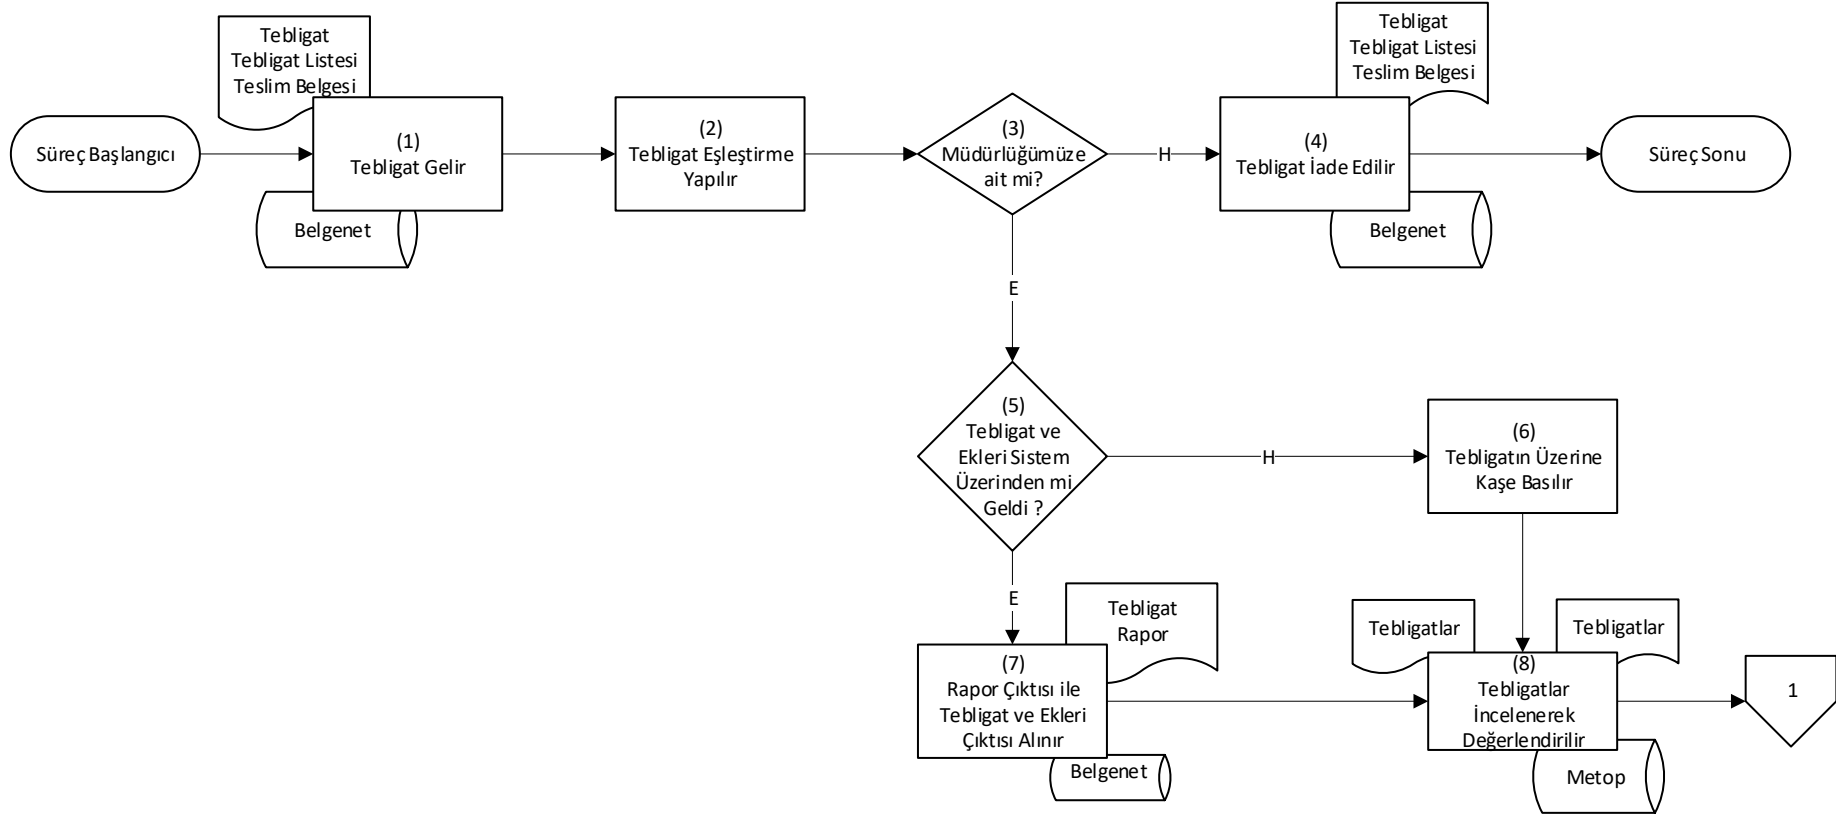 Tebligat
Tebligat Listesi
Teslim Belgesi
Süreç Başlangıcı
(1)
Tebligat Gelir
Belgenet
(2)
Tebligat Eşleştirme
Yapılır
(3)
Müdürlüğümüze
ait mi?
H
Tebligat
Tebligat Listesi
Teslim Belgesi
(4)
Tebligat İade Edilir
Belgenet
Süreç Sonu
E
(5)
Tebligat ve
Ekleri Sistem
Üzerinden mi
Geldi ?
H
(6)
Tebligatın Üzerine
Kaşe Basılır
E
Tebligat
Rapor
(7)
Rapor Çıktısı ile
Tebligat ve Ekleri
Çıktısı Alınır
Belgenet
Tebligatlar
Tebligatlar
(8)
Tebligatlar
İncelenerek
Değerlendirilir
Metop
1